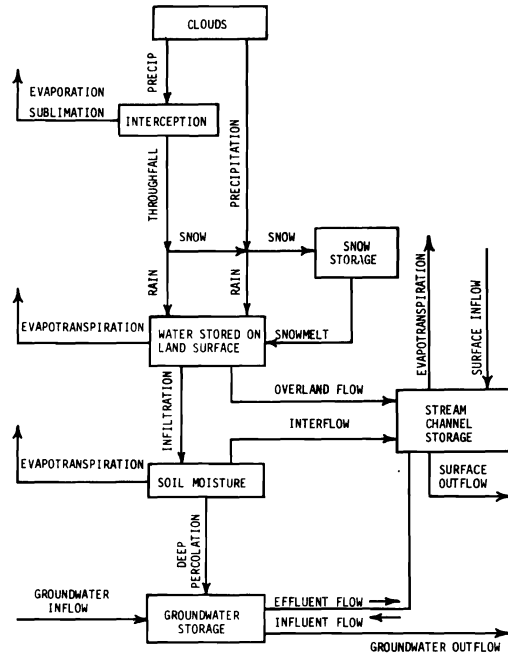 CLOUDS
PRECIP
EVAPORATION
SUBLIMATION
INTERCEPTION
THROUGHFALL
PRECIPITATION
SNOW
SNOW
SNOW
STORAGE
RAIN
RAIN
EVAPOTRANSPIRATION
SURFACE INFLOW
EVAPOTRANSPIRATION
WATER STORED ON
LAND SURFACE
SNOWMELT
INFILTRATION
OVERLAND FLOW
INTERFLOW
STREAM
CHANNEL
STORAGE
EVAPOTRANSPIRATION
SOIL MOISTURE
SURFACE
OUTFLOW
DEEP
PERCOLATION
GROUNDWATER
INFLOW
GROUNDWATER
STORAGE
EFFLUENT FLOW
INFLUENT FLOW
GROUNDWATER OUTFLOW